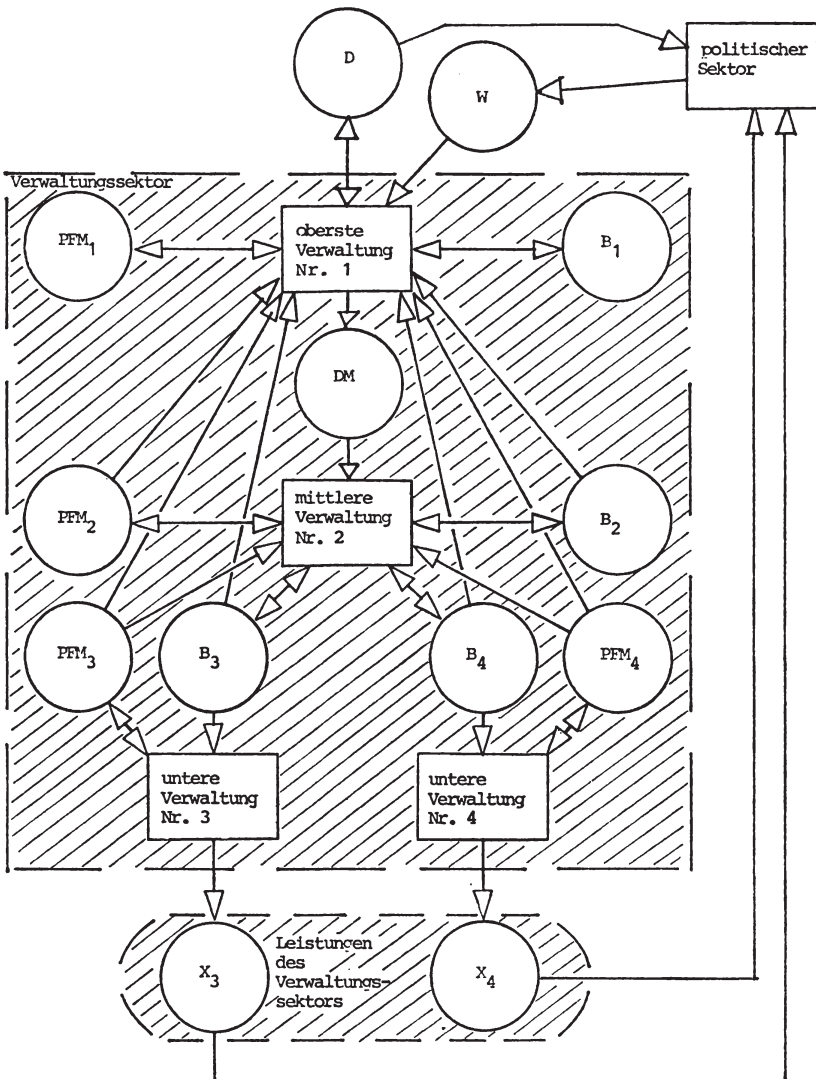 D
W
politischer
Sektor
Verwaltungssektor
PFM₁
oberste
Verwaltung
Nr. 1
B₁
DM
PFM₂
mittlere
Verwaltung
Nr. 2
B₂
PFM₃
B₃
B₄
PFM₄
untere
Verwaltung
Nr. 3
untere
Verwaltung
Nr. 4
X₃
Leistungen
des
Verwaltungs-
sektors
X₄